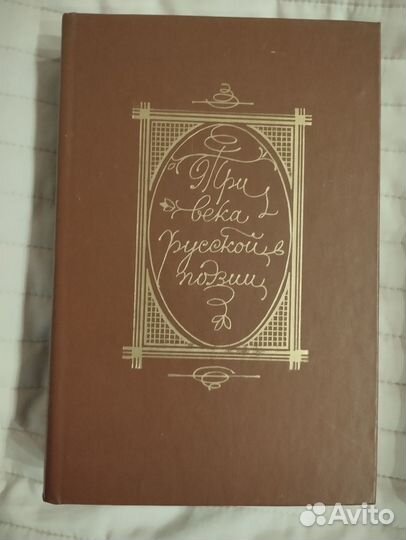 Три
века
русской
поэзии
Avito